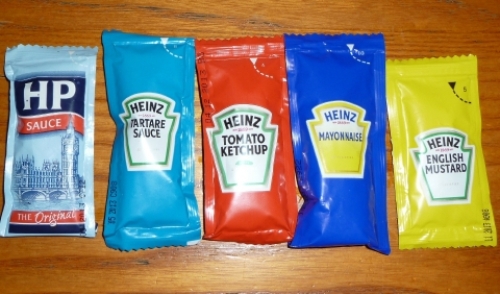 HP
SAUCE
THE Original
HEINZ
TARTARE
SAUCE
HEINZ
TOMATO
KETCHUP
HEINZ
MAYONNAISE
HEINZ
ENGLISH
MUSTARD